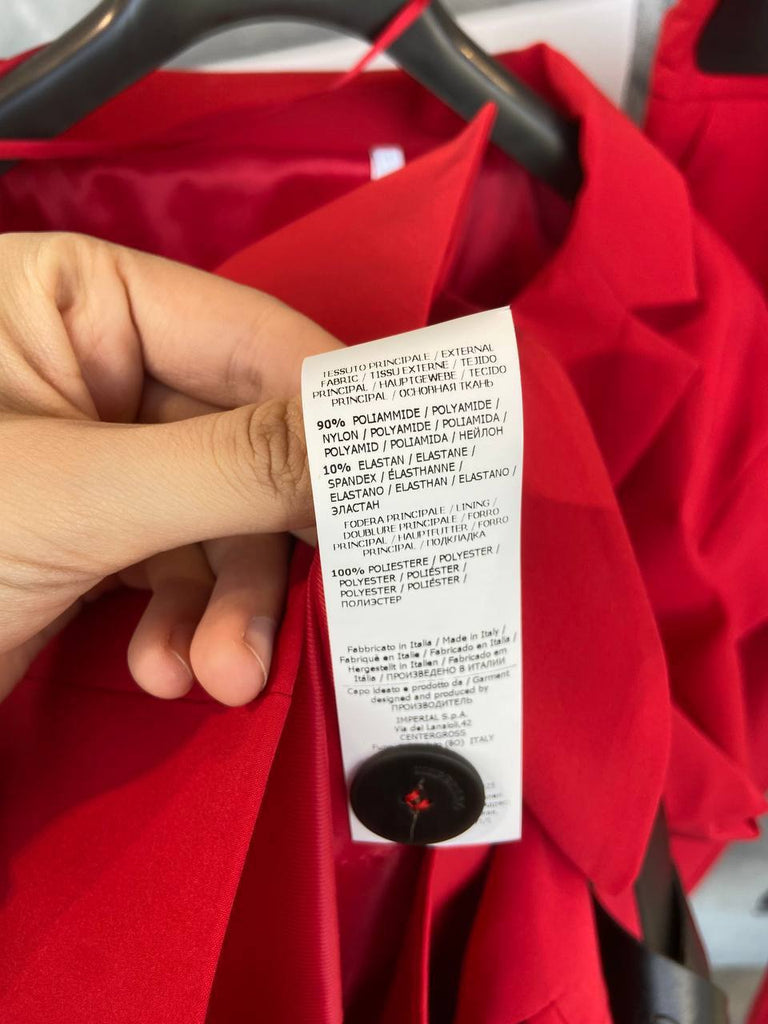 TESSUTO PRINCIPALE / EXTERNAL
FABRIC / TISSU EXTERNE / TEJIDO
PRINCIPAL / HAUPTGEWEBE / TECIDO
PRINCIPAL / ОСНОВНАЯ ТКАНЬ
90% POLIAMMIDE / POLYAMIDE /
NYLON / POLYAMIDE / POLIAMIDA /
POLYAMID / POLIAMIDA / НЕЙЛОН
10% ELASTAN / ELASTANE /
SPANDEX / ÉLASTHANNE /
ELASTANO / ELASTHAN / ELASTANO /
ЭЛАСТАН
FODERA PRINCIPALE / LINING /
DOUBLURE PRINCIPALE / FORRO
PRINCIPAL / HAUPTFUTTER / FORRO
PRINCIPAL / ПОДКЛАДКА
100% POLIESTERE / POLYESTER /
POLYESTER / POLIÉSTER /
POLYESTER / POLIÉSTER /
ПОЛИЭСТЕР
Fabbricato in Italia / Made in Italy /
Fabriqué en Italie / Fabricado en Italia /
Hergestellt in Italien / Fabricado em
Itália / ПРОИЗВЕДЕНО В ИТАЛИИ
Capo ideato e prodotto da / Garment
designed and produced by
ПРОИЗВОДИТЕЛЬ
IMPERIAL S.p.A.
Via dei Lanaioli,42
CENTERGROSS
(BO) ITALY